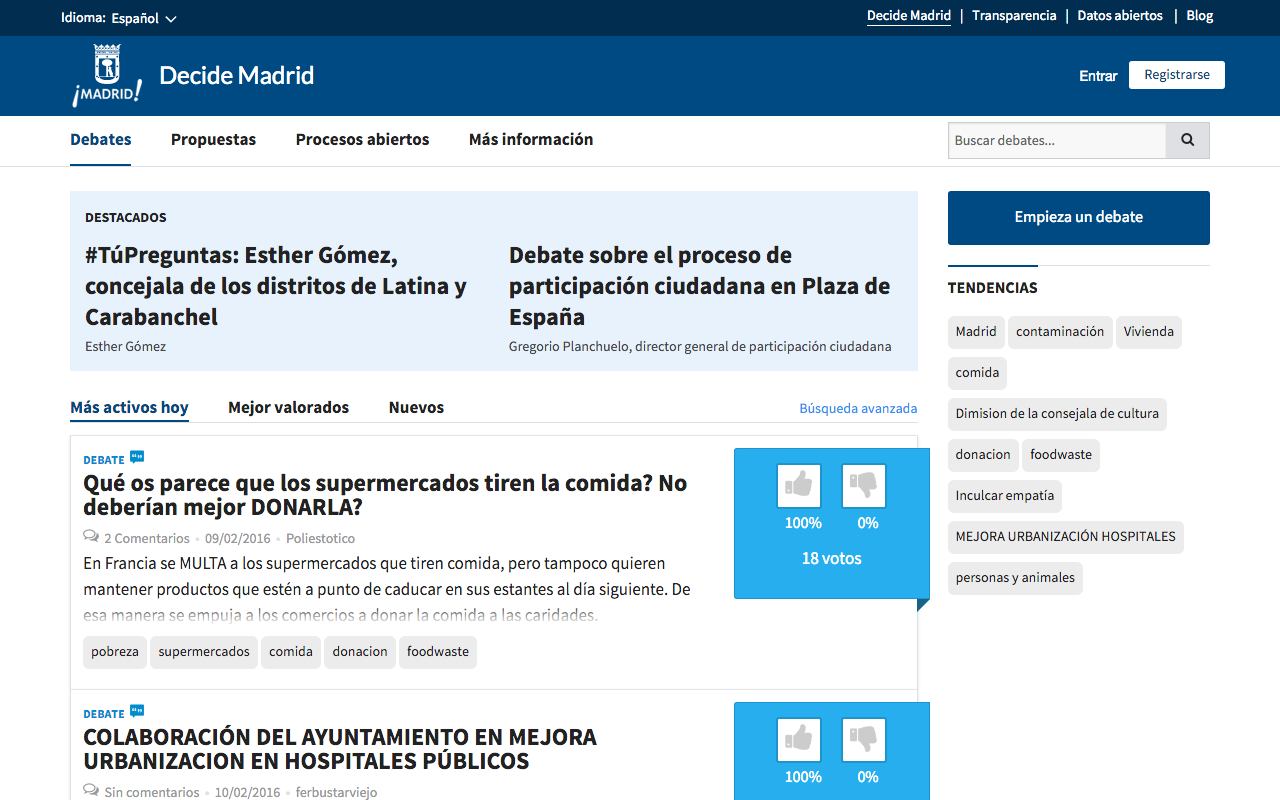 Idioma: Español
Decide Madrid | Transparencia | Datos abiertos | Blog
¡MADRID!
Decide Madrid
Entrar
Registrarse
Debates
Propuestas
Procesos abiertos
Más información
Buscar debates...
DESTACADOS
#TúPreguntas: Esther Gómez,
concejala de los distritos de Latina y
Carabanchel
Esther Gómez
Debate sobre el proceso de
participación ciudadana en Plaza de
España
Gregorio Planchuelo, director general de participación ciudadana
Empieza un debate
TENDENCIAS
Madrid
contaminación
Vivienda
comida
Dimision de la consejala de cultura
donacion
foodwaste
Inculcar empatía
MEJORA URBANIZACIÓN HOSPITALES
personas y animales
Más activos hoy
Mejor valorados
Nuevos
Búsqueda avanzada
DEBATE
Qué os parece que los supermercados tiren la comida? No
deberían mejor DONARLA?
2 Comentarios • 09/02/2016 • Poliestotico
En Francia se MULTA a los supermercados que tiren comida, pero tampoco quieren
mantener productos que estén a punto de caducar en sus estantes al día siguiente. De
esa manera se empuja a los comercios a donar la comida a las caridades.
pobreza
supermercados
comida
donacion
foodwaste
100%
0%
18 votos
DEBATE
COLABORACIÓN DEL AYUNTAMIENTO EN MEJORA
URBANIZACION EN HOSPITALES PÚBLICOS
Sin comentarios • 10/02/2016 • ferbustarviejo
100%
0%